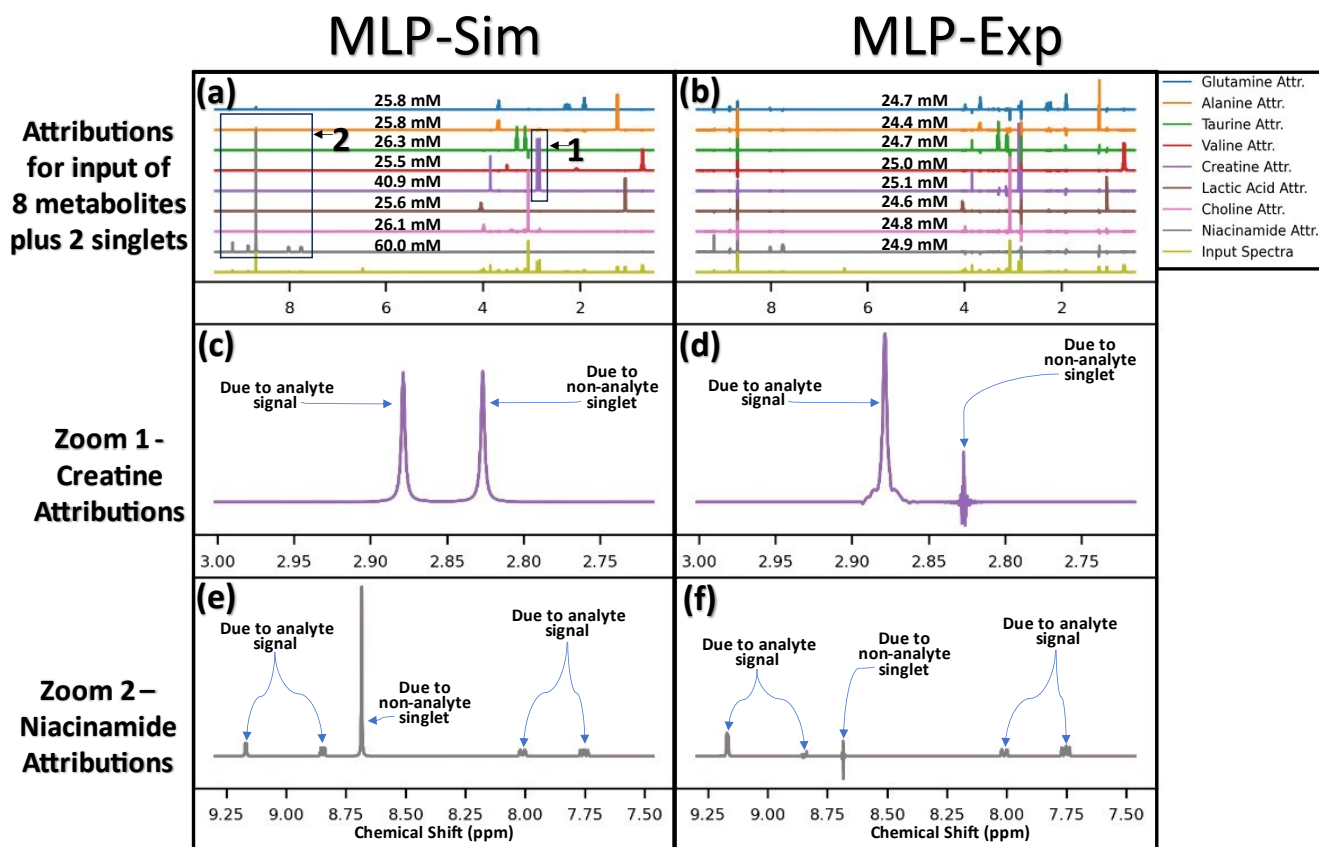 MLP-Sim
MLP-Exp
Attributions
for input of
8 metabolites
plus 2 singlets
(a)
25.8 mM
25.8 mM
26.3 mM
25.5 mM
40.9 mM
25.6 mM
26.1 mM
60.0 mM
2
1
8 6 4 2
(b)
24.7 mM
24.4 mM
24.7 mM
25.0 mM
25.1 mM
24.6 mM
24.8 mM
24.9 mM
8 6 4 2
Glutamine Attr.
Alanine Attr.
Taurine Attr.
Valine Attr.
Creatine Attr.
Lactic Acid Attr.
Choline Attr.
Niacinamide Attr.
Input Spectra
Zoom 1 -
Creatine
Attributions
(c)
Due to analyte
signal
Due to
non-analyte
singlet
3.00 2.95 2.90 2.85 2.80 2.75
(d)
Due to analyte
signal
Due to
non-analyte
singlet
3.00 2.95 2.90 2.85 2.80 2.75
Zoom 2 –
Niacinamide
Attributions
(e)
Due to analyte
signal
Due to
non-analyte
singlet
Due to analyte
signal
9.25 9.00 8.75 8.50 8.25 8.00 7.75 7.50
Chemical Shift (ppm)
(f)
Due to analyte
signal
Due to
non-analyte
singlet
Due to analyte
signal
9.25 9.00 8.75 8.50 8.25 8.00 7.75 7.50
Chemical Shift (ppm)